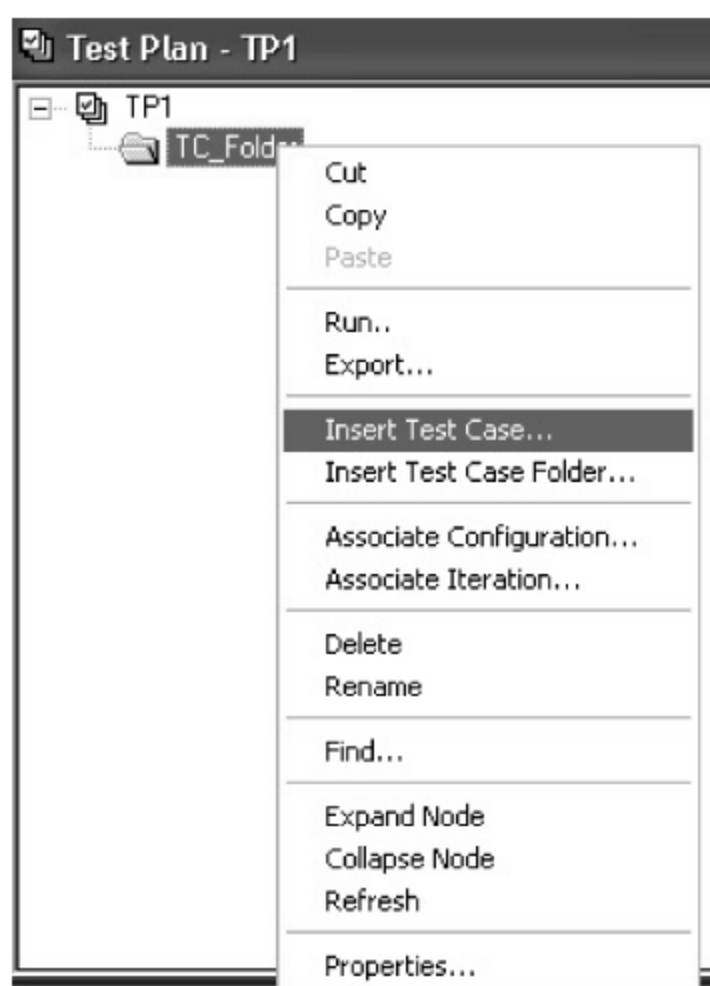 Test Plan - TP1
TP1
TC_Folder
Cut
Copy
Paste
Run..
Export...
Insert Test Case...
Insert Test Case Folder...
Associate Configuration...
Associate Iteration...
Delete
Rename
Find...
Expand Node
Collapse Node
Refresh
Properties...